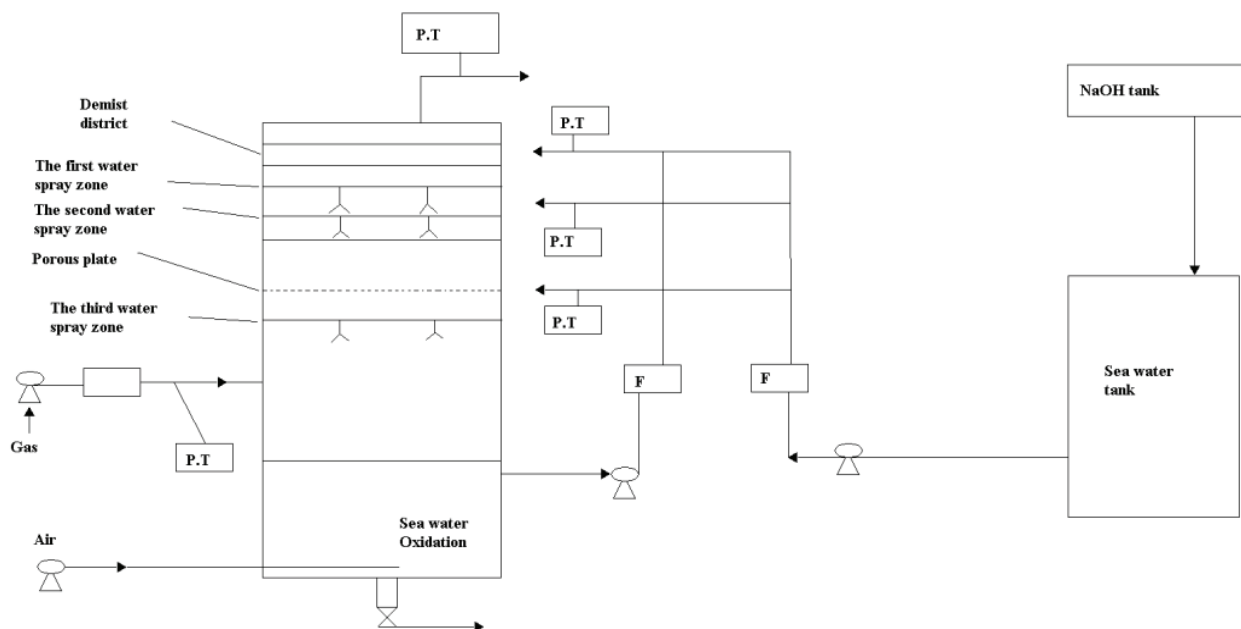 P.T
NaOH tank
Demist
district
P.T
The first water
spray zone
The second water
spray zone
P.T
Porous plate
The third water
spray zone
P.T
Sea water
tank
F
F
Gas
P.T
Sea water
Oxidation
Air